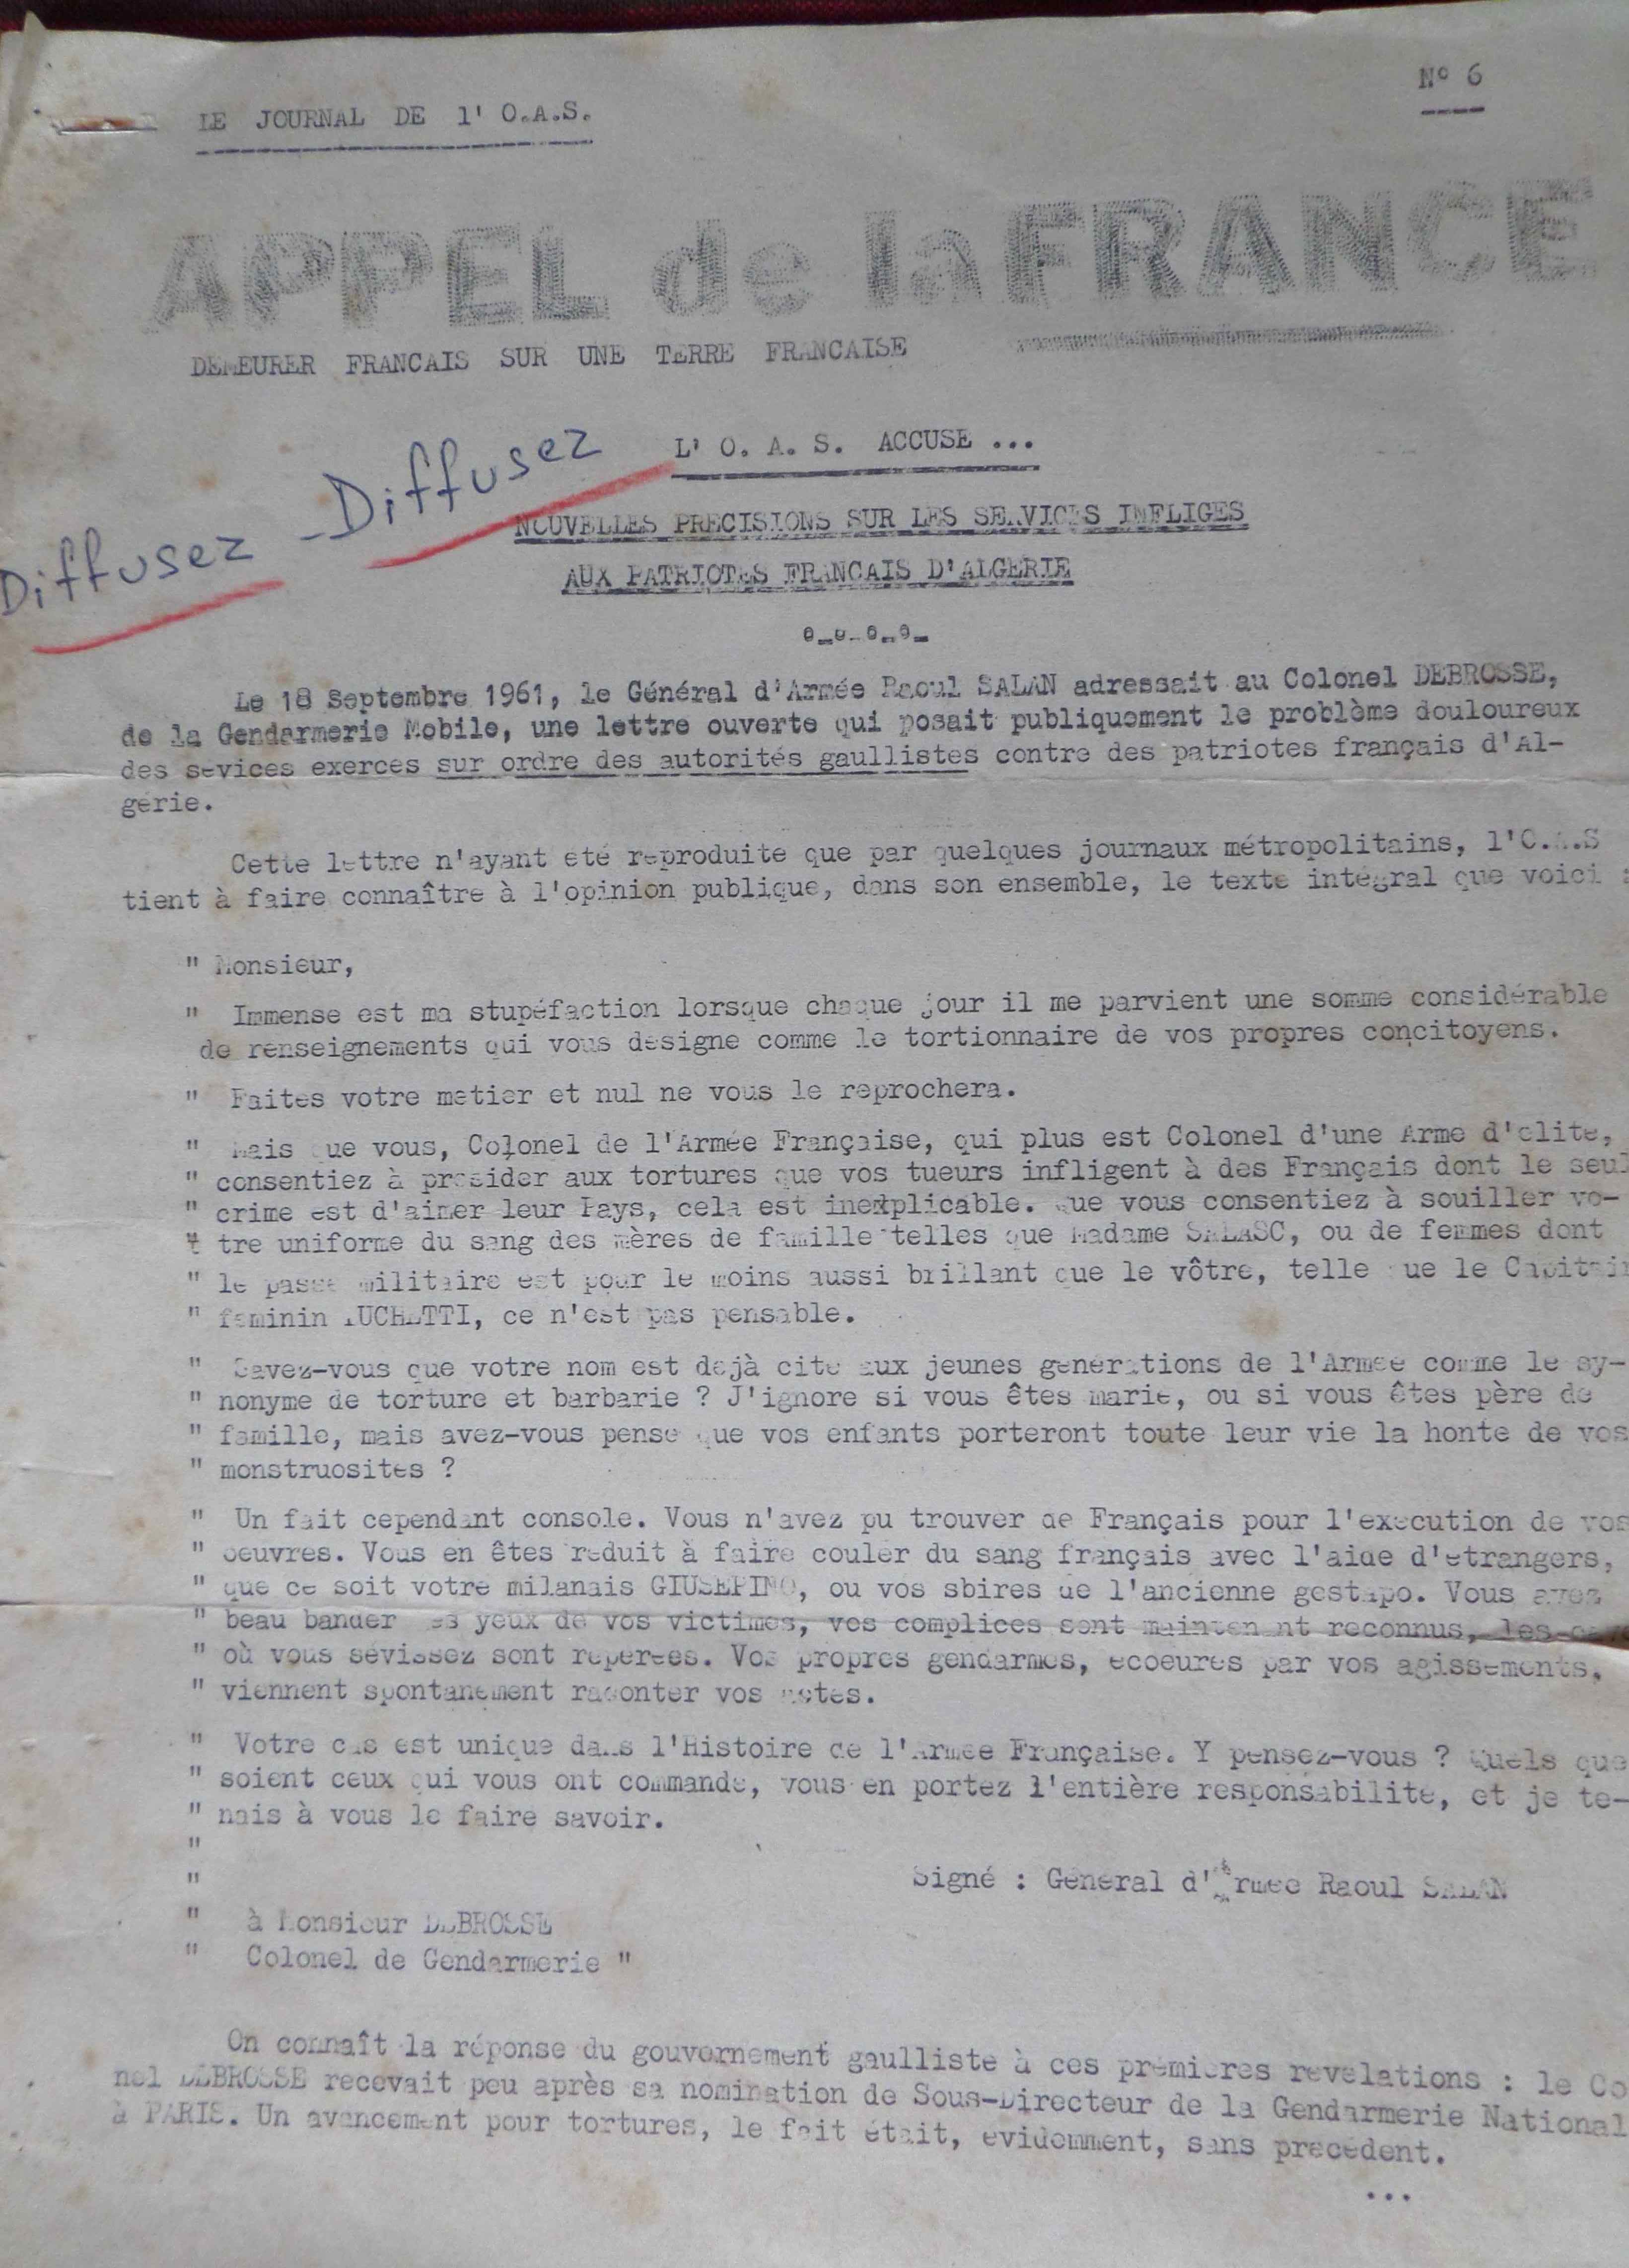 N° 6
LE JOURNAL DE l' O.A.S.
APPEL de la FRANCE
DEMEURER FRANCAIS SUR UNE TERRE FRANCAISE
Diffusez - Diffusez
L' O. A. S. ACCUSE ...
NOUVELLES PRECISIONS SUR LES SERVICES INFLIGES
AUX PATRIOTES FRANCAIS D'ALGERIE
Le 18 Septembre 1961, le Général d'Armée Raoul SALAN adressait au Colonel DEBROSSE,
de la Gendarmerie Mobile, une lettre ouverte qui posait publiquement le problème douloureux
des sevices exerces sur ordre des autorités gaullistes contre des patriotes français d'Al-
gerie.
Cette lettre n'ayant eté reproduite que par quelques journaux métropolitains, l'O.A.S
tient à faire connaître à l'opinion publique, dans son ensemble, le texte intégral que voici :
" Monsieur,
" Immense est ma stupéfaction lorsque chaque jour il me parvient une somme considérable
de renseignements qui vous designe comme le tortionnaire de vos propres concitoyens.
" Faites votre metier et nul ne vous le reprochera.
" Mais que vous, Colonel de l'Armée Française, qui plus est Colonel d'une Arme d'elite,
" consentiez à presider aux tortures que vos tueurs infligent à des Français dont le seul
" crime est d'aimer leur Pays, cela est inexplicable. Que vous consentiez à souiller vo-
" tre uniforme du sang des mères de famille telles que Madame SALASC, ou de femmes dont
" le passe militaire est pour le moins aussi brillant que le vôtre, telle que le Capitai
" feminin LUCHETTI, ce n'est pas pensable.
" Savez-vous que votre nom est dejà cite aux jeunes generations de l'Armee comme le sy-
" nonyme de torture et barbarie ? J'ignore si vous êtes marie, ou si vous êtes père de
" famille, mais avez-vous pense que vos enfants porteront toute leur vie la honte de vos
" monstruosites ?
" Un fait cependant console. Vous n'avez pu trouver de Français pour l'execution de vos
" oeuvres. Vous en êtes reduit à faire couler du sang français avec l'aide d'etrangers,
" que ce soit votre milanais GIUSEPINO, ou vos sbires de l'ancienne gestapo. Vous avez
" beau bander les yeux de vos victimes, vos complices sont maintenant reconnus, les
" où vous sévissez sont reperees. Vos propres gendarmes, ecoeures par vos agissements,
" viennent spontanement raconter vos actes.
" Votre cas est unique dans l'Histoire de l'Armee Française. Y pensez-vous ? Quels que
" soient ceux qui vous ont commande, vous en portez l'entière responsabilite, et je te-
" nais à vous le faire savoir.
"
" Signé : General d'Armee Raoul SALAN
" à Monsieur DEBROSSE
" Colonel de Gendarmerie "
On connaît la réponse du gouvernement gaulliste à ces premieres revelations : le Co
nel DEBROSSE recevait peu après sa nomination de Sous-Directeur de la Gendarmerie National
à PARIS. Un avancement pour tortures, le fait était, evidemment, sans precedent.
...